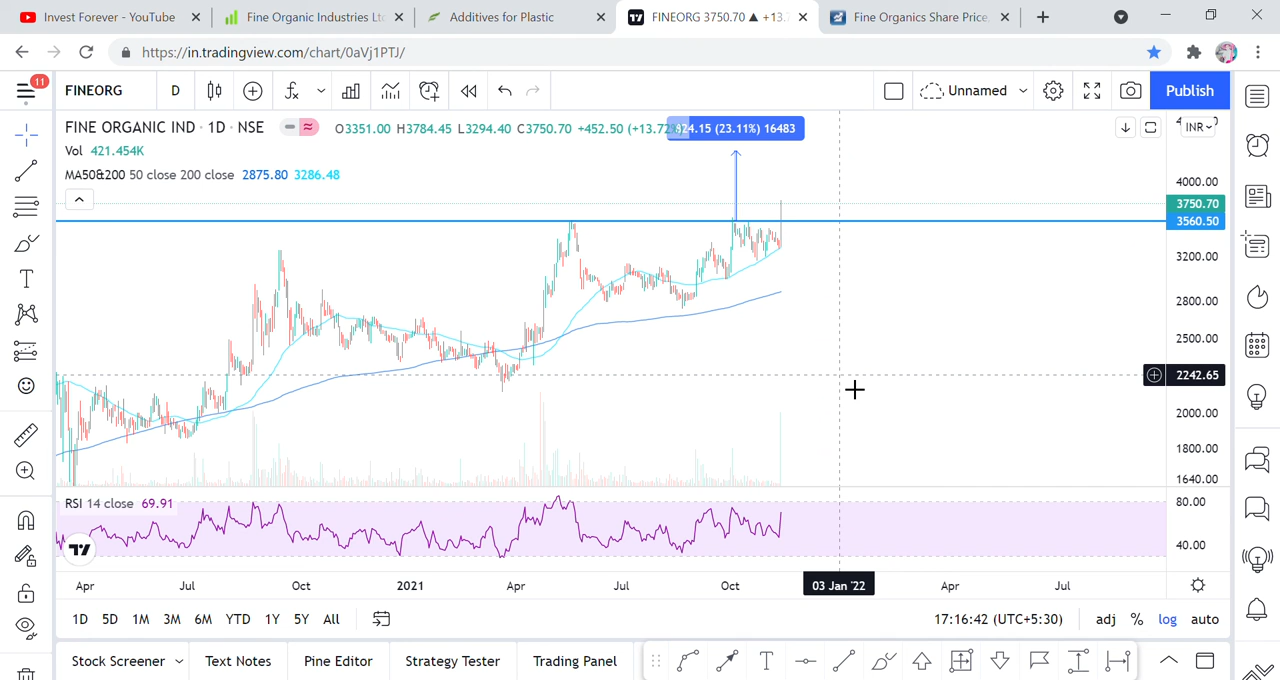 Invest Forever - YouTube
Fine Organic Industries Lt
Additives for Plastic
FINEORG 3750.70 ▲ +13.7
Fine Organics Share Price,
https://in.tradingview.com/chart/0aVj1PTJ/
11
FINEORG
D
Unnamed
Publish
FINE ORGANIC IND · 1D · NSE
O3351.00 H3784.45 L3294.40 C3750.70 +452.50 (+13.72
24.15 (23.11%) 16483
INR
Vol 421.454K
MA50&200 50 close 200 close 2875.80 3286.48
4000.00
3750.70
3560.50
3200.00
2800.00
2500.00
2242.65
2000.00
1800.00
1640.00
RSI 14 close 69.91
80.00
40.00
Apr
Jul
Oct
2021
Apr
Jul
Oct
03 Jan '22
Apr
Jul
1D 5D 1M 3M 6M YTD 1Y 5Y All
17:16:42 (UTC+5:30)
adj % log auto
Stock Screener
Text Notes
Pine Editor
Strategy Tester
Trading Panel